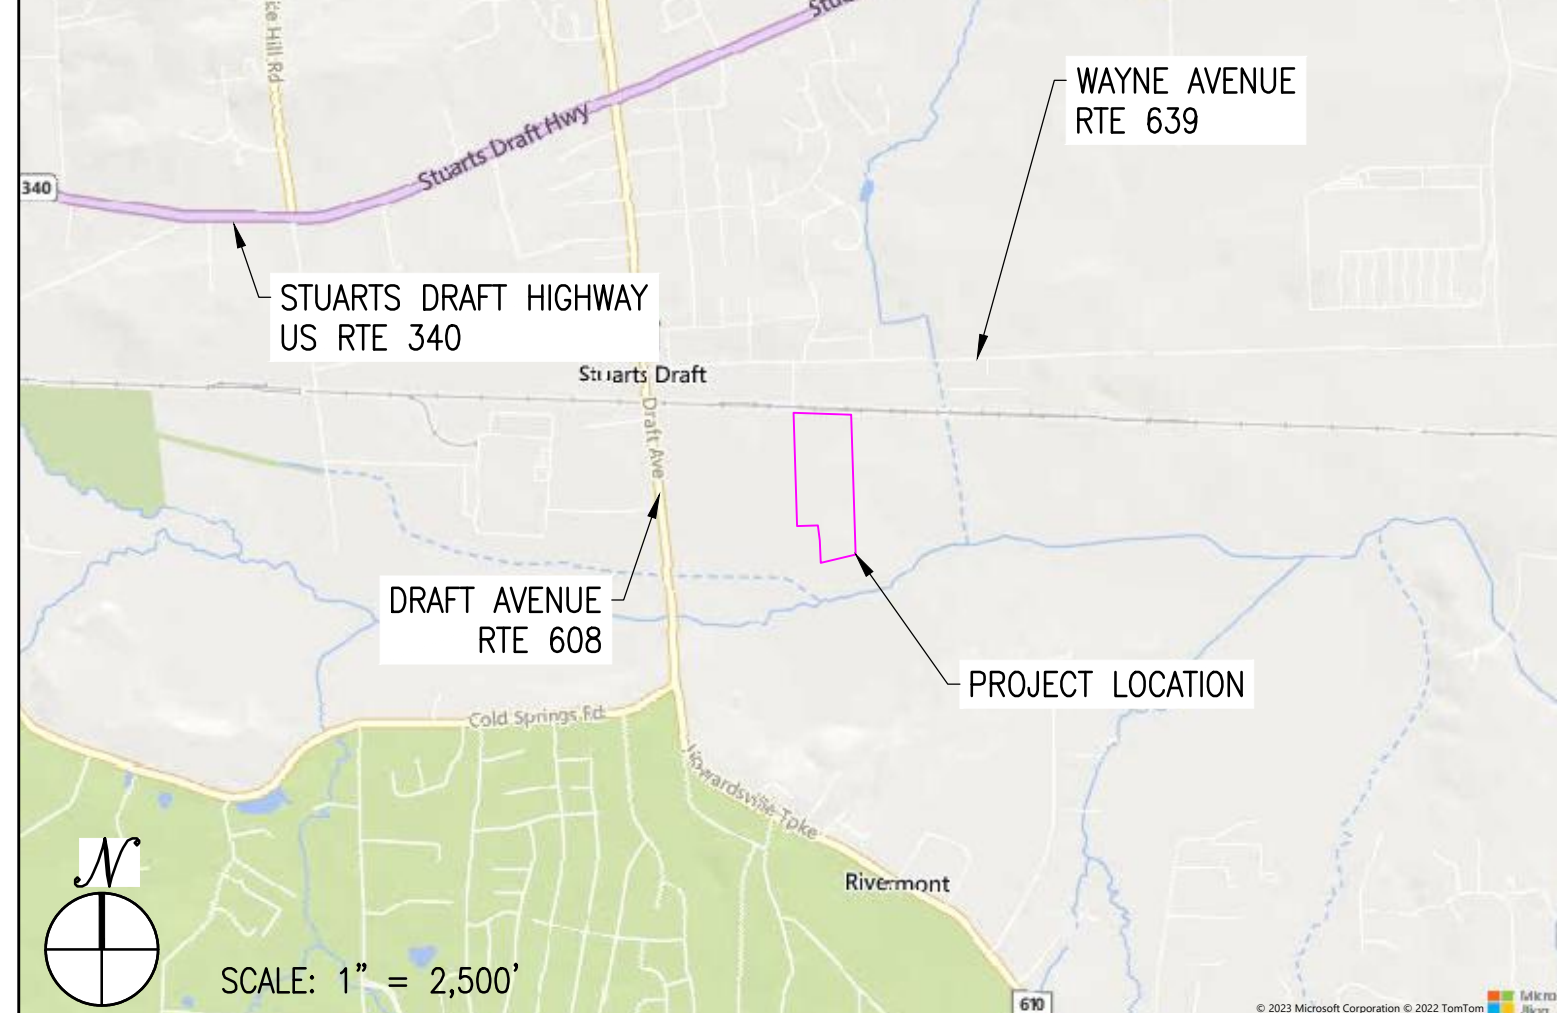 Stuarts Draft Hwy
WAYNE AVENUE
RTE 639
340
STUARTS DRAFT HIGHWAY
US RTE 340
Stuarts Draft
Draft Ave
DRAFT AVENUE
RTE 608
PROJECT LOCATION
Cold Springs Rd
Howardsville Tpke
Rivermont
N
SCALE: 1" = 2,500'
610
© 2023 Microsoft Corporation © 2022 TomTom